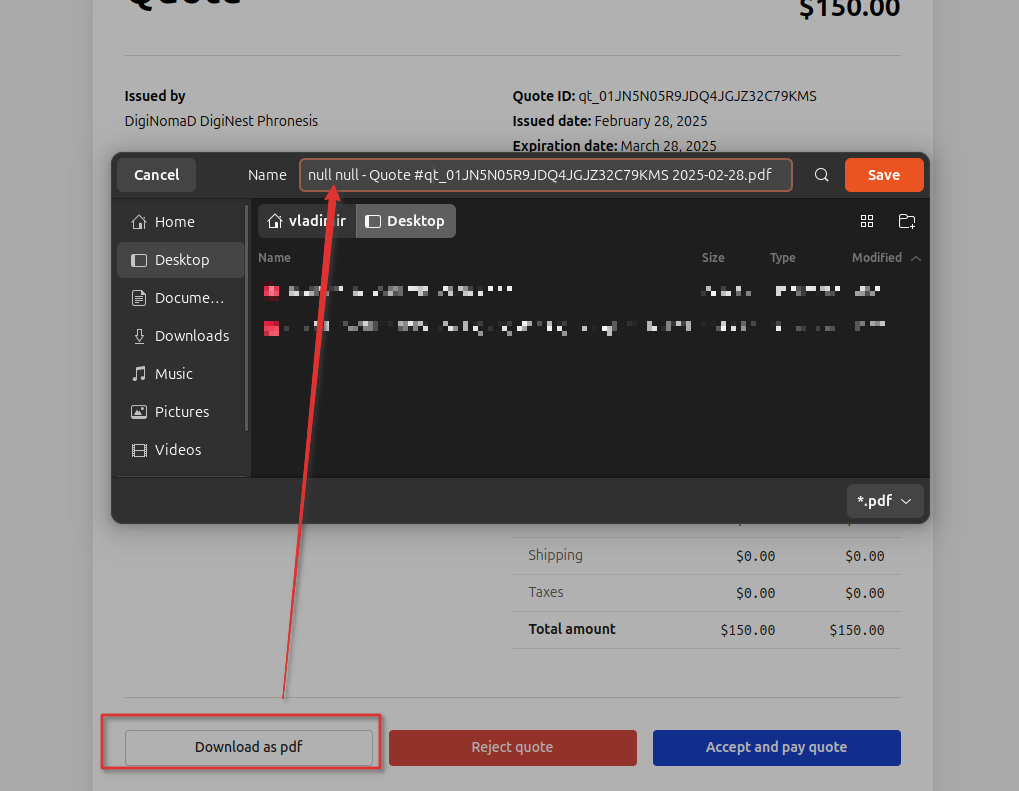 Quote
$150.00
Issued by
DigiNomaD DigiNest Phronesis
Quote ID: qt_01JN5N05R9JDQ4JGJZ32C79KMS
Issued date: February 28, 2025
Expiration date: March 28, 2025
Cancel
Name
null null - Quote #qt_01JN5N05R9JDQ4JGJZ32C79KMS 2025-02-28.pdf
Save
Home
Desktop
Docume…
Downloads
Music
Pictures
Videos
vladimir
Desktop
Name
Size
Type
Modified
*.pdf
Shipping $0.00 $0.00
Taxes $0.00 $0.00
Total amount $150.00 $150.00
Download as pdf
Reject quote
Accept and pay quote